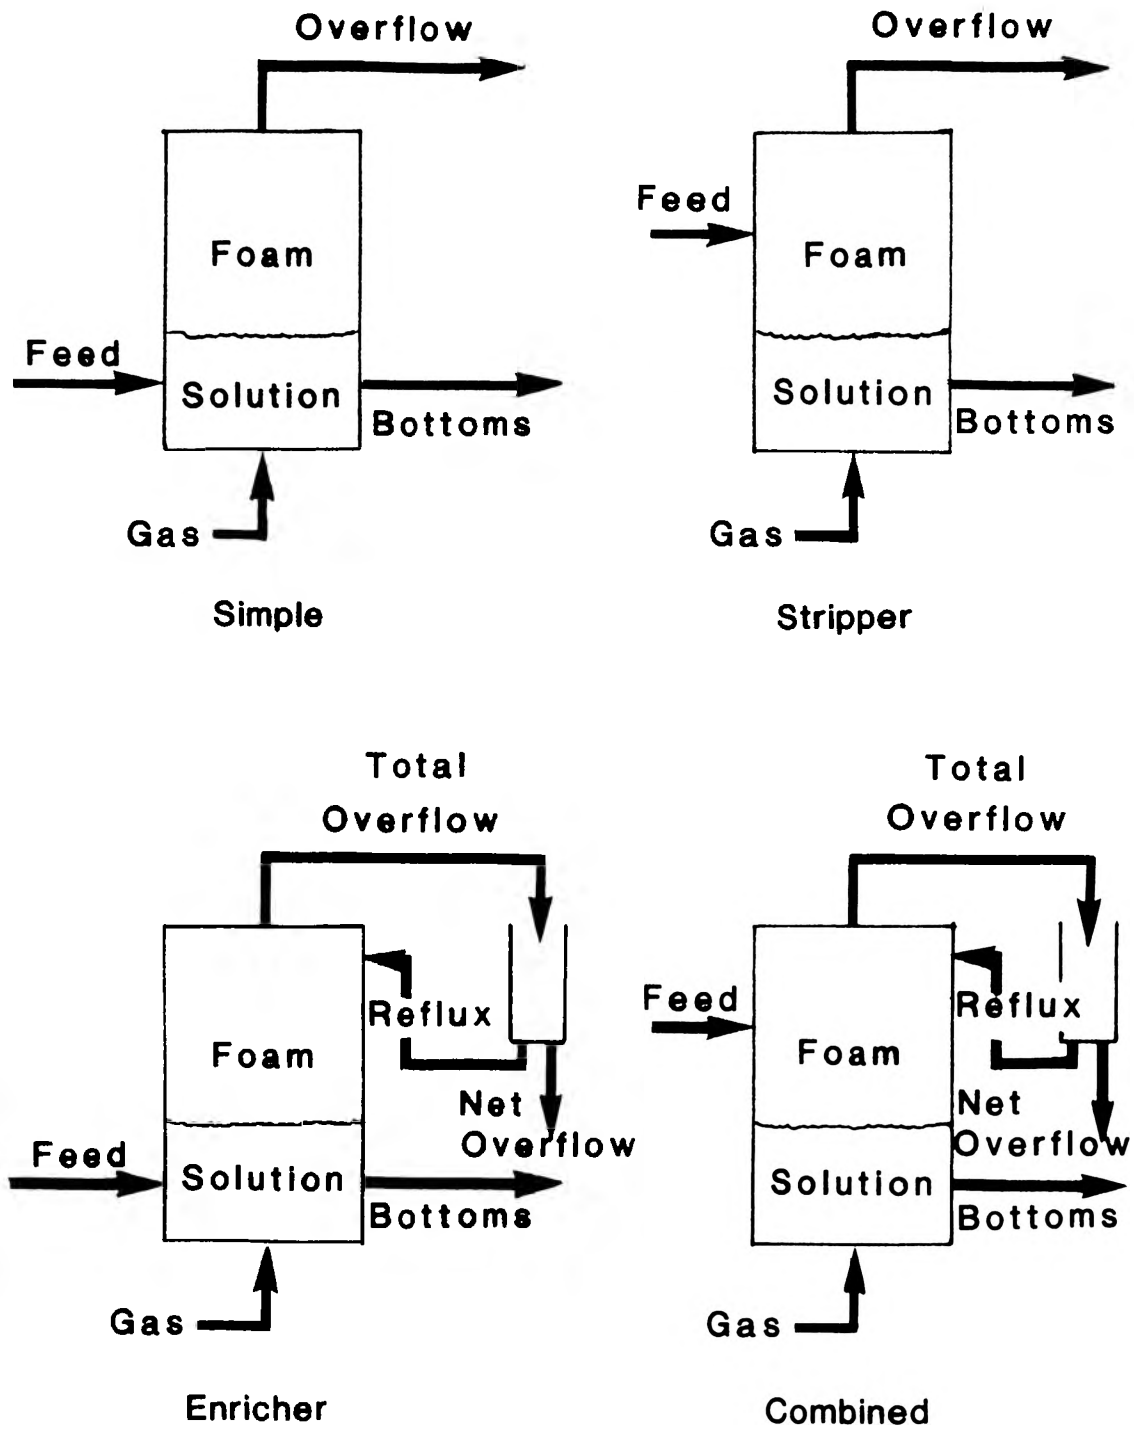 Overflow
Foam
Feed
Solution
Bottoms
Gas
Simple
Overflow
Feed
Foam
Solution
Bottoms
Gas
Stripper
Total
Overflow
Reflux
Foam
Net
Overflow
Feed
Solution
Bottoms
Gas
Enricher
Total
Overflow
Feed
Reflux
Foam
Net
Overflow
Solution
Bottoms
Gas
Combined